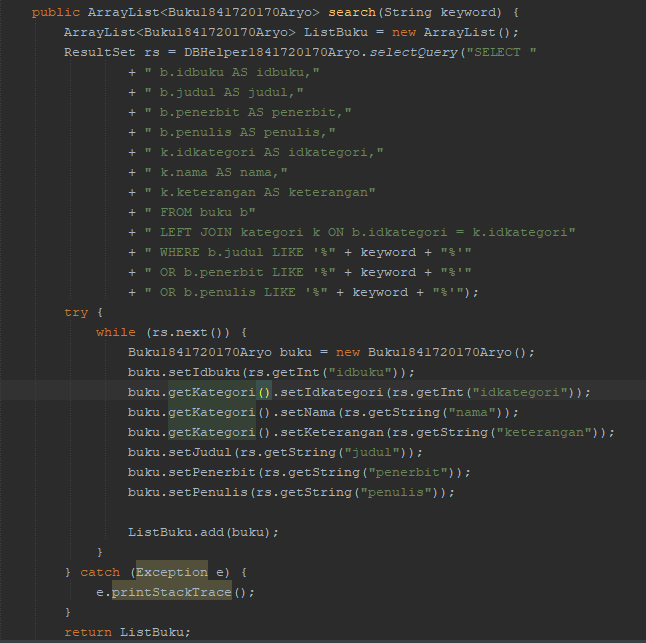 public ArrayList<Buku1841720170Aryo> search(String keyword) {
ArrayList<Buku1841720170Aryo> ListBuku = new ArrayList();
ResultSet rs = DBHelper1841720170Aryo.selectQuery("SELECT "
+ " b.idbuku AS idbuku,"
+ " b.judul AS judul,"
+ " b.penerbit AS penerbit,"
+ " b.penulis AS penulis,"
+ " k.idkategori AS idkategori,"
+ " k.nama AS nama,"
+ " k.keterangan AS keterangan"
+ " FROM buku b"
+ " LEFT JOIN kategori k ON b.idkategori = k.idkategori"
+ " WHERE b.judul LIKE '%" + keyword + "%'"
+ " OR b.penerbit LIKE '%" + keyword + "%'"
+ " OR b.penulis LIKE '%" + keyword + "%'");
try {
while (rs.next()) {
Buku1841720170Aryo buku = new Buku1841720170Aryo();
buku.setIdbuku(rs.getInt("idbuku"));
buku.getKategori().setIdkategori(rs.getInt("idkategori"));
buku.getKategori().setNama(rs.getString("nama"));
buku.getKategori().setKeterangan(rs.getString("keterangan"));
buku.setJudul(rs.getString("judul"));
buku.setPenerbit(rs.getString("penerbit"));
buku.setPenulis(rs.getString("penulis"));
ListBuku.add(buku);
}
} catch (Exception e) {
e.printStackTrace();
}
return ListBuku;